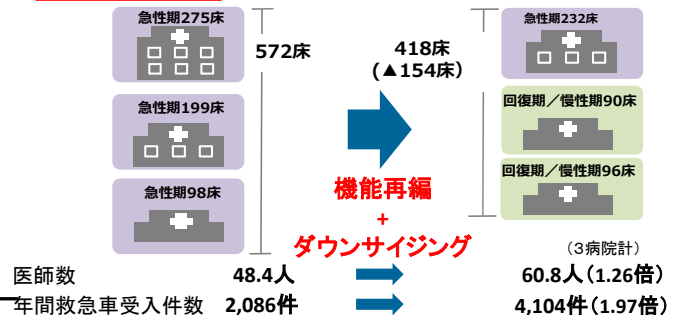 急性期275床
572床
急性期199床
急性期98床
418床
(▲154床)
急性期232床
回復期／慢性期90床
回復期／慢性期96床
機能再編
+
ダウンサイジング
(3病院計)
医師数 48.4人 60.8人(1.26倍)
年間救急車受入件数 2,086件 4,104件(1.97倍)